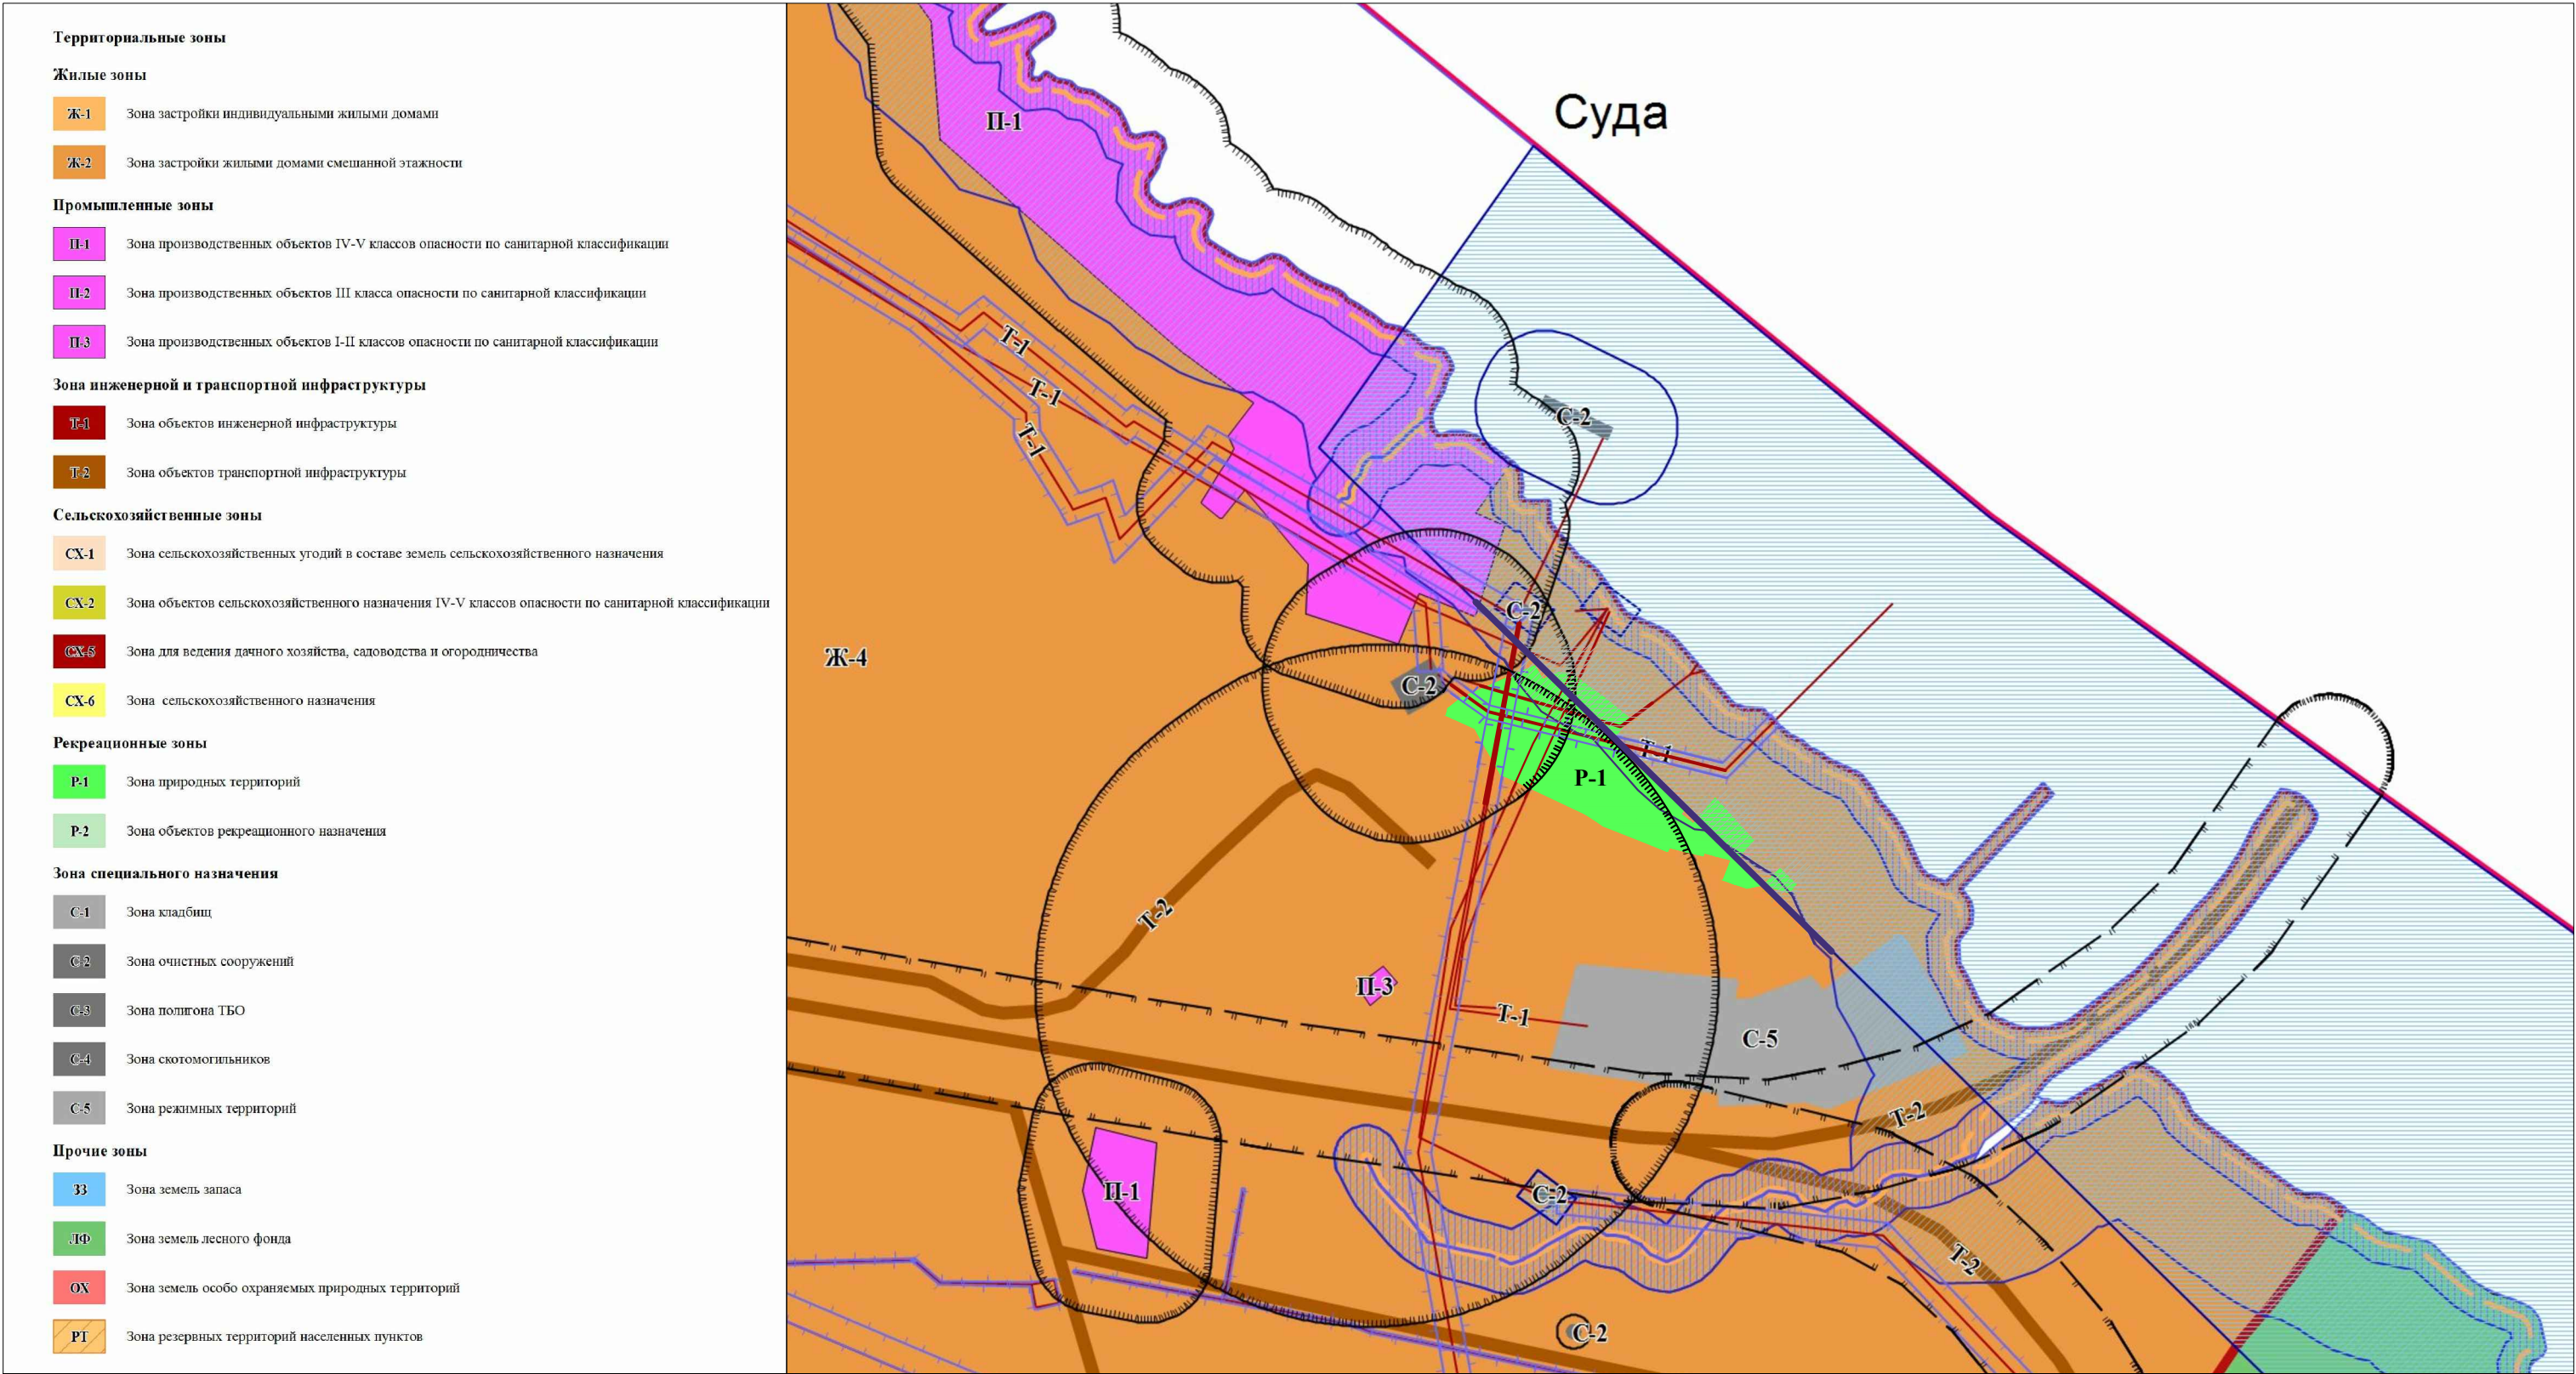 Территориальные зоны
Жилые зоны
Ж-1 Зона застройки индивидуальными жилыми домами
Ж-2 Зона застройки жилыми домами смешанной этажности
Промышленные зоны
П-1 Зона производственных объектов IV-V классов опасности по санитарной классификации
П-2 Зона производственных объектов III класса опасности по санитарной классификации
П-3 Зона производственных объектов I-II классов опасности по санитарной классификации
Зона инженерной и транспортной инфраструктуры
Т-1 Зона объектов инженерной инфраструктуры
Т-2 Зона объектов транспортной инфраструктуры
Сельскохозяйственные зоны
СХ-1 Зона сельскохозяйственных угодий в составе земель сельскохозяйственного назначения
СХ-2 Зона объектов сельскохозяйственного назначения IV-V классов опасности по санитарной классификации
СХ-5 Зона для ведения дачного хозяйства, садоводства и огородничества
СХ-6 Зона сельскохозяйственного назначения
Рекреационные зоны
Р-1 Зона природных территорий
Р-2 Зона объектов рекреационного назначения
Зона специального назначения
С-1 Зона кладбищ
С-2 Зона очистных сооружений
С-3 Зона полигона ТБО
С-4 Зона скотомогильников
С-5 Зона режимных территорий
Прочие зоны
ЗЗ Зона земель запаса
ЛФ Зона земель лесного фонда
ОХ Зона земель особо охраняемых природных территорий
РТ Зона резервных территорий населенных пунктов
Суда
П-1
Т-1
Т-1
Т-1
С-2
С-2
Ж-4
С-2
Т-1
Р-1
Т-2
П-3
Т-1
С-5
Т-2
П-1
С-2
Т-2
С-2